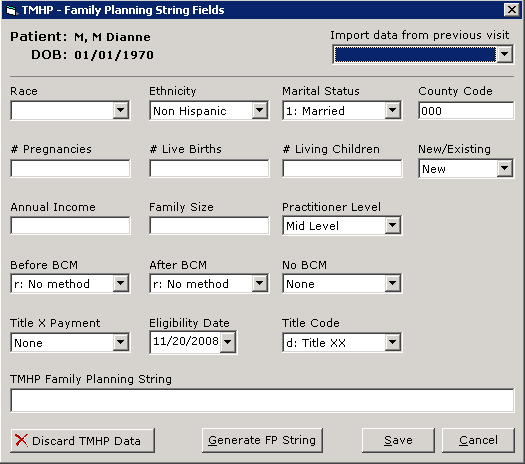 TMHP - Family Planning String Fields
Patient: M, M Dianne
DOB: 01/01/1970
Import data from previous visit
Race Ethnicity Marital Status County Code
Non Hispanic 1: Married 000
# Pregnancies # Live Births # Living Children New/Existing
New
Annual Income Family Size Practitioner Level
Mid Level
Before BCM After BCM No BCM
r: No method r: No method None
Title X Payment Eligibility Date Title Code
None 11/20/2008 d: Title XX
TMHP Family Planning String
Discard TMHP Data Generate FP String Save Cancel